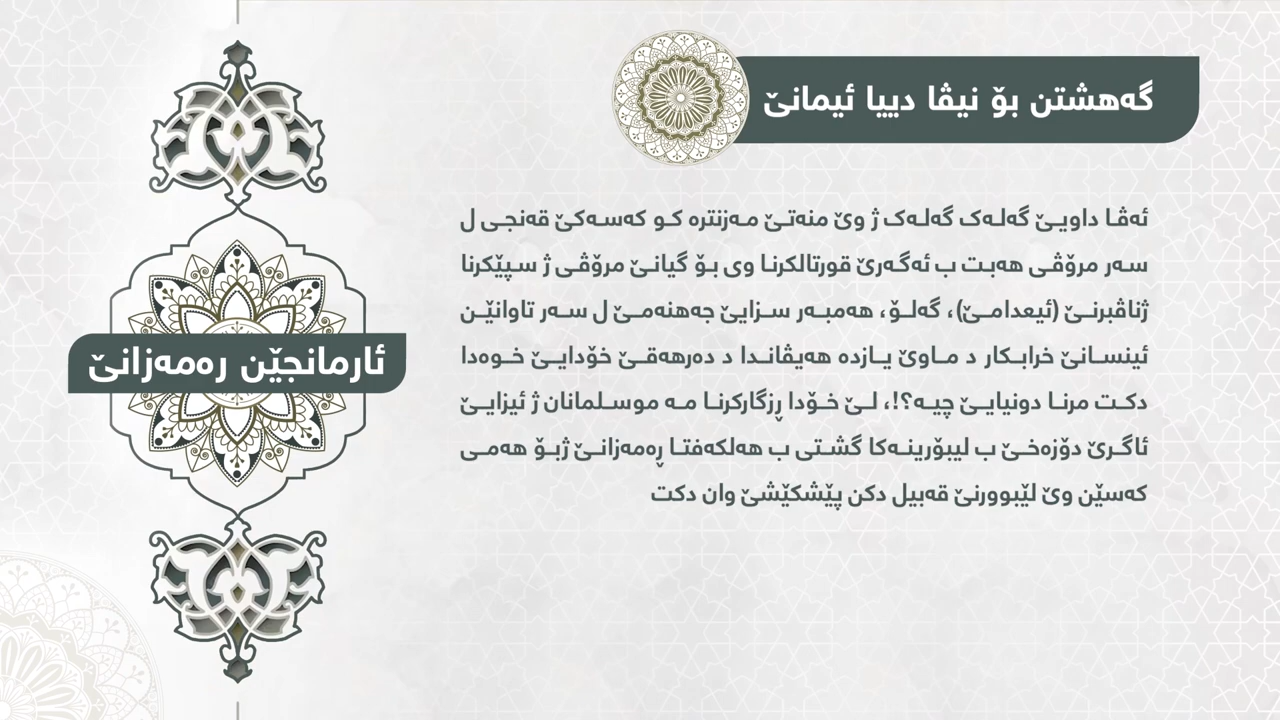 گەهشتن بۆ نیڤا دییا ئیمانێ
ئەڤا داویێ گەلەک گەلەک ژ وێ منەتێ مەزنترە کو کەسەکێ قەنجی ل
سەر مرۆڤی هەبت ب ئەگەرێ قورتالکرنا وی بۆ گیانێ مرۆڤی ژ سپێکرنا
ژناڤبرنێ (ئیعدامێ)، گەلۆ، هەمبەر سزایێ جەهنەمێ ل سەر تاوانێن
ئینسانێ خرابکار د ماوێ یازدە هەیڤاندا د دەرهەقێ خۆدایێ خوەدا
دکت مرنا دونیایێ چیە؟!، لێ خۆدا ڕزگارکرنا مە موسلمانان ژ ئیزایێ
ئاگرێ دۆزەخێ ب لیبۆرینەکا گشتی ب هەلکەفتا ڕەمەزانێ ژبۆ هەمی
کەسێن وێ لێبوورنێ قەبیل دکن پێشکێشێ وان دکت
ئارمانجێن رەمەزانێ